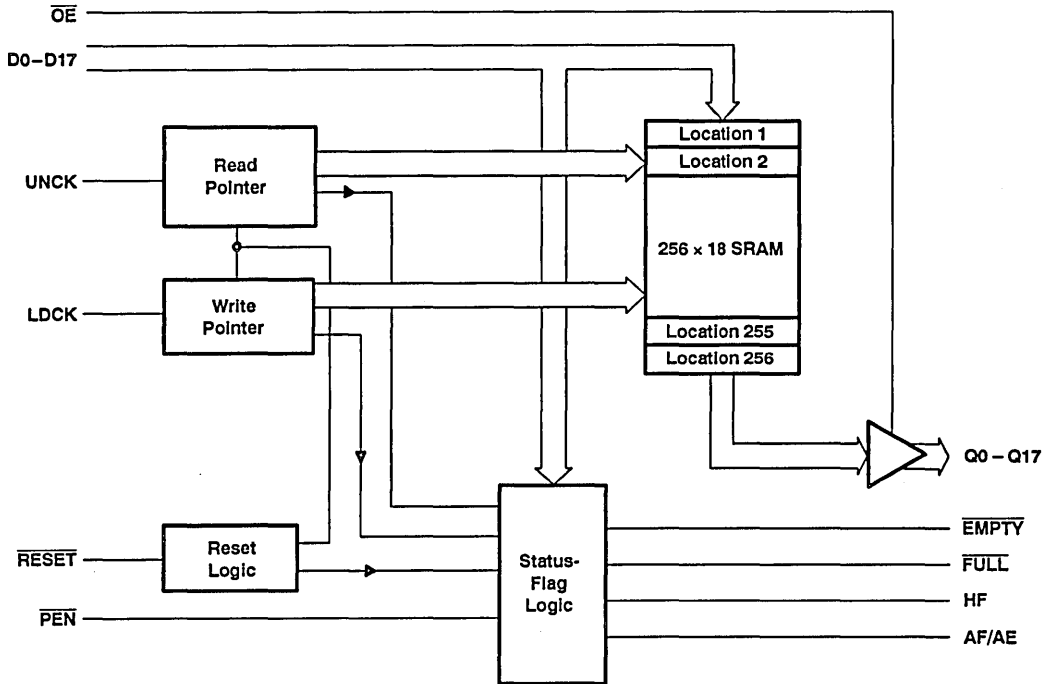 OE
D0–D17
Location 1
Location 2
Read
Pointer
UNCK
256 × 18 SRAM
Write
Pointer
LDCK
Location 255
Location 256
Q0 – Q17
RESET
Reset
Logic
PEN
Status-
Flag
Logic
EMPTY
FULL
HF
AF/AE